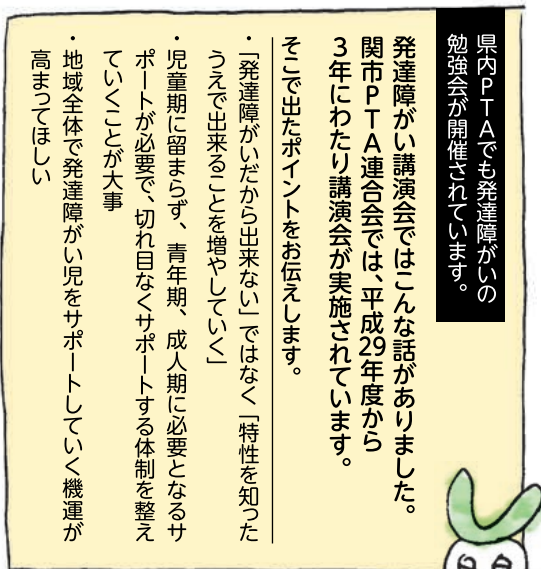 県内PTAでも発達障がいの
勉強会が開催されています。
発達障がい講演会ではこんな話がありました。
関市PTA連合会では、平成29年度から
3年にわたり講演会が実施されています。
そこで出たポイントをお伝えします。
・「発達障がいだから出来ない」ではなく「特性を知った
うえで出来ることを増やしていく」
・児童期に留まらず、青年期、成人期に必要となるサ
ポートが必要で、切れ目なくサポートする体制を整え
ていくことが大事
・地域全体で発達障がい児をサポートしていく機運が
高まってほしい